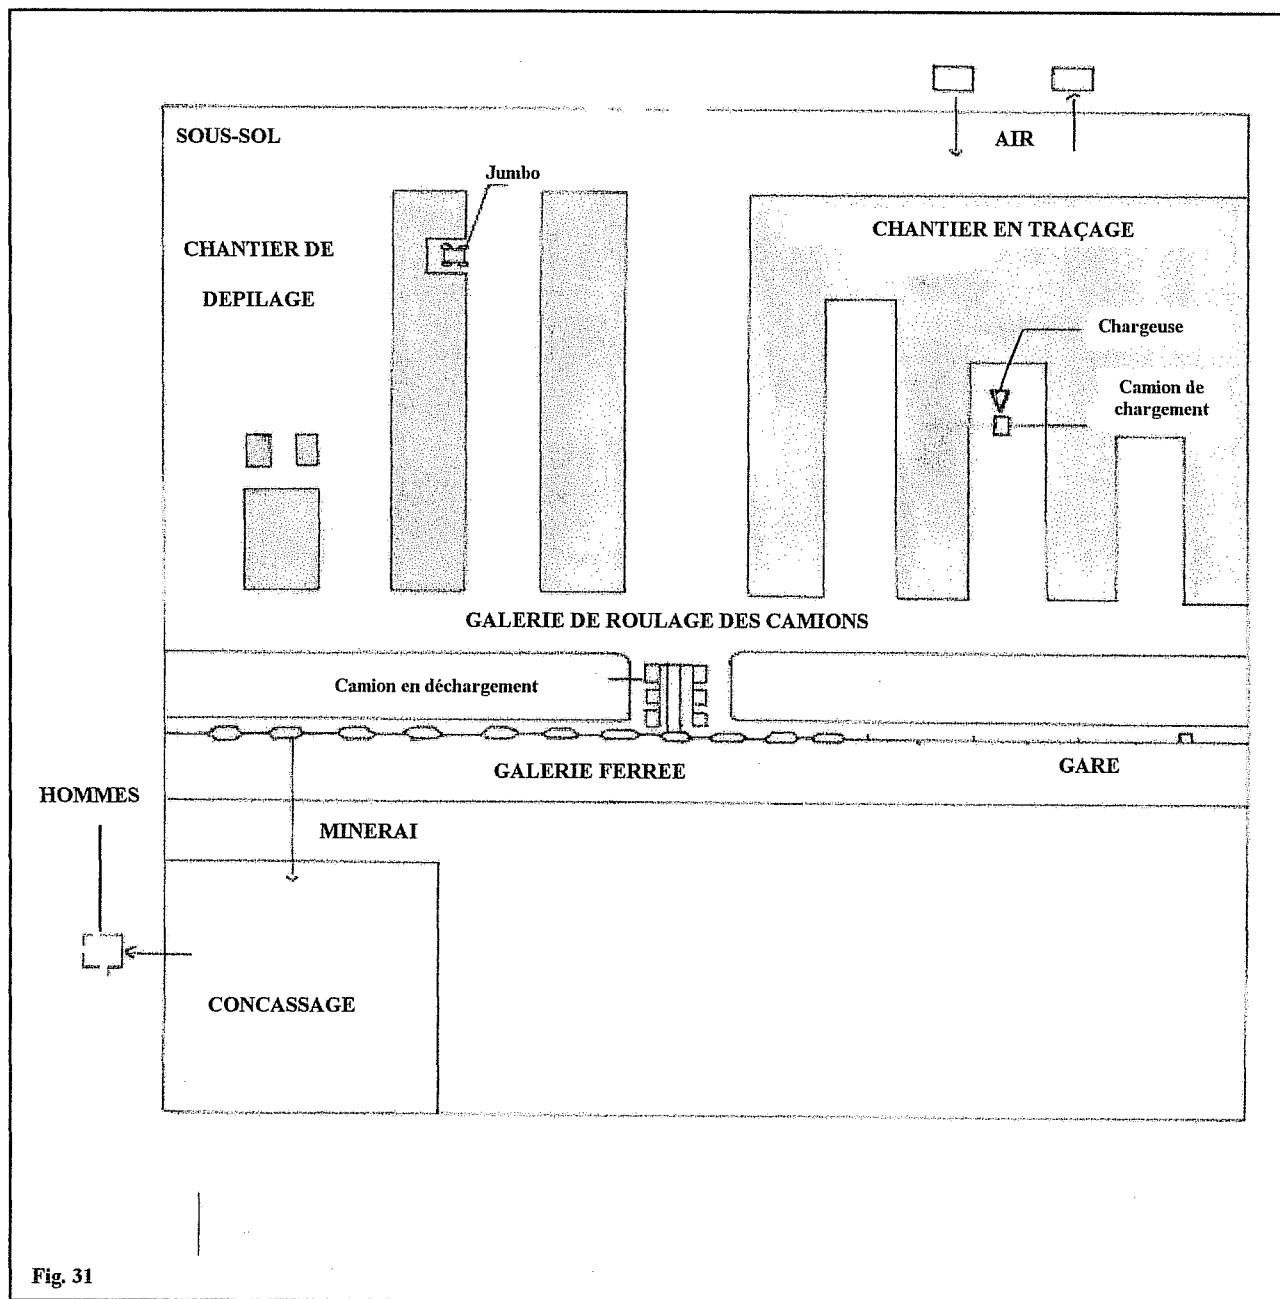 SOUS-SOL
AIR
Jumbo
CHANTIER DE
DEPILAGE
CHANTIER EN TRAÇAGE
Chargeuse
Camion de
chargement
GALERIE DE ROULAGE DES CAMIONS
Camion en déchargement
GALERIE FERREE
GARE
HOMMES
MINERAI
CONCASSAGE
Fig. 31